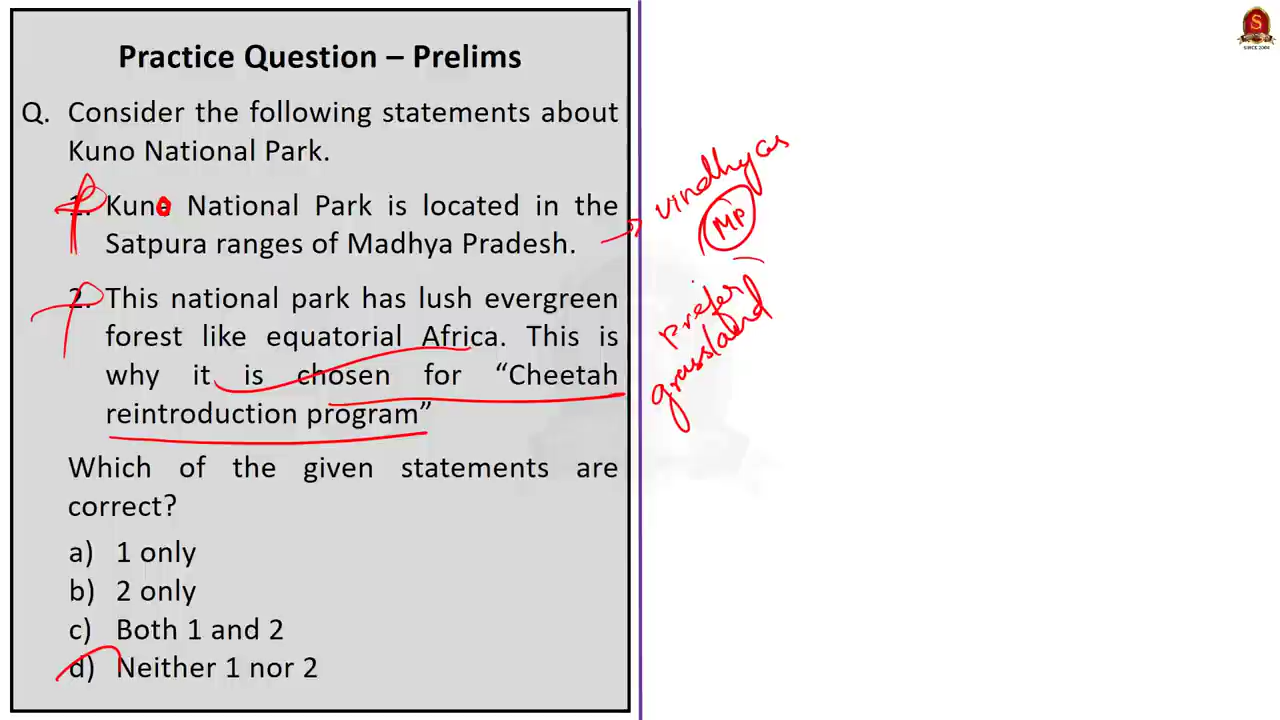 Practice Question – Prelims
Q. Consider the following statements about
Kuno National Park.
1. Kuno National Park is located in the
Satpura ranges of Madhya Pradesh.
2. This national park has lush evergreen
forest like equatorial Africa. This is
why it is chosen for “Cheetah
reintroduction program”
Which of the given statements are
correct?
a) 1 only
b) 2 only
c) Both 1 and 2
d) Neither 1 nor 2
Vindhyas
MP
prefer
grassland
S
SINCE 2004